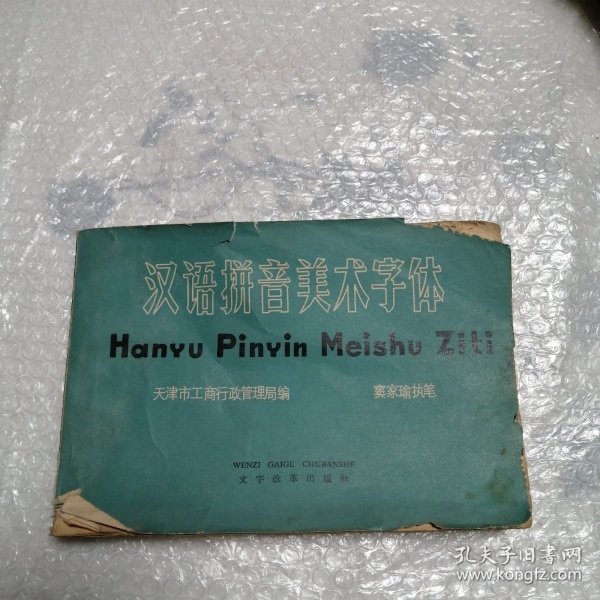 汉语拼音美术字体
Hanyu Pinyin Meishu Ziti
天津市工商行政管理局编 窦家瑜执笔
WENZI GAIGE CHUBANSHE
文字改革出版社
孔夫子旧书网
www.kongfz.com